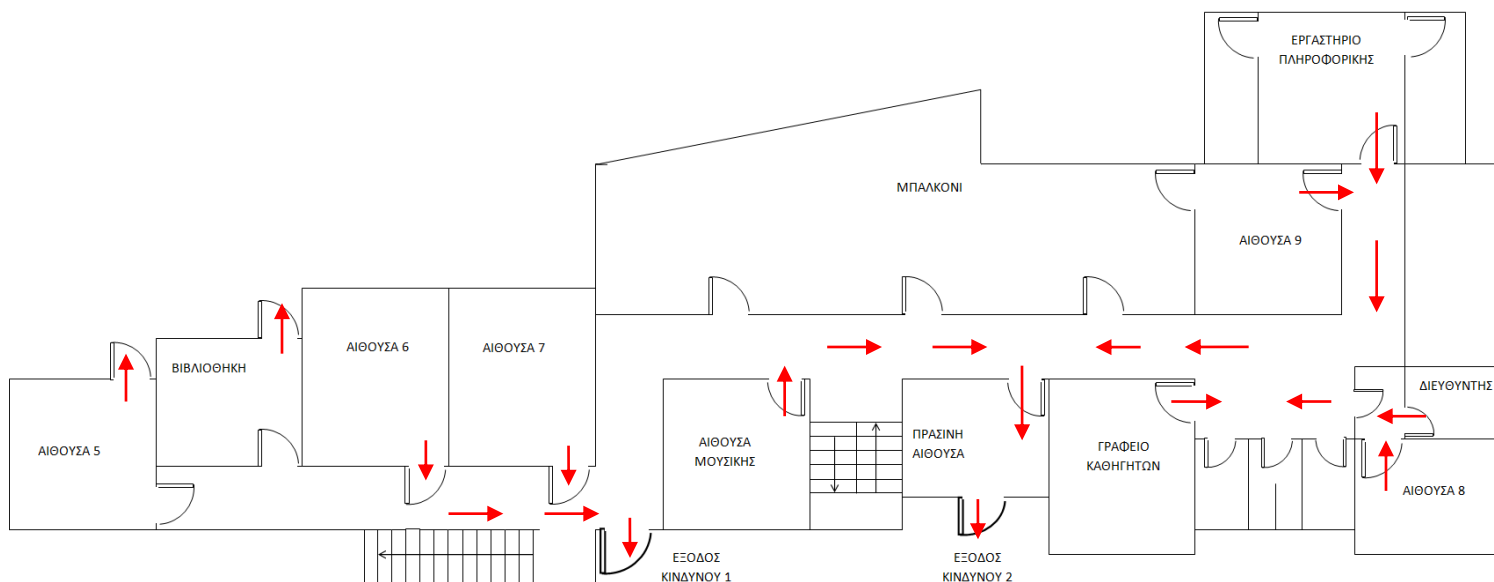 ΕΡΓΑΣΤΗΡΙΟ
ΠΛΗΡΟΦΟΡΙΚΗΣ
ΜΠΑΛΚΟΝΙ
ΑΙΘΟΥΣΑ 9
ΑΙΘΟΥΣΑ 6
ΑΙΘΟΥΣΑ 7
ΒΙΒΛΙΟΘΗΚΗ
ΔΙΕΥΘΥΝΤΗΣ
ΑΙΘΟΥΣΑ 5
ΑΙΘΟΥΣΑ
ΜΟΥΣΙΚΗΣ
ΠΡΑΣΙΝΗ
ΑΙΘΟΥΣΑ
ΓΡΑΦΕΙΟ
ΚΑΘΗΓΗΤΩΝ
ΑΙΘΟΥΣΑ 8
ΕΞΟΔΟΣ
ΚΙΝΔΥΝΟΥ 1
ΕΞΟΔΟΣ
ΚΙΝΔΥΝΟΥ 2